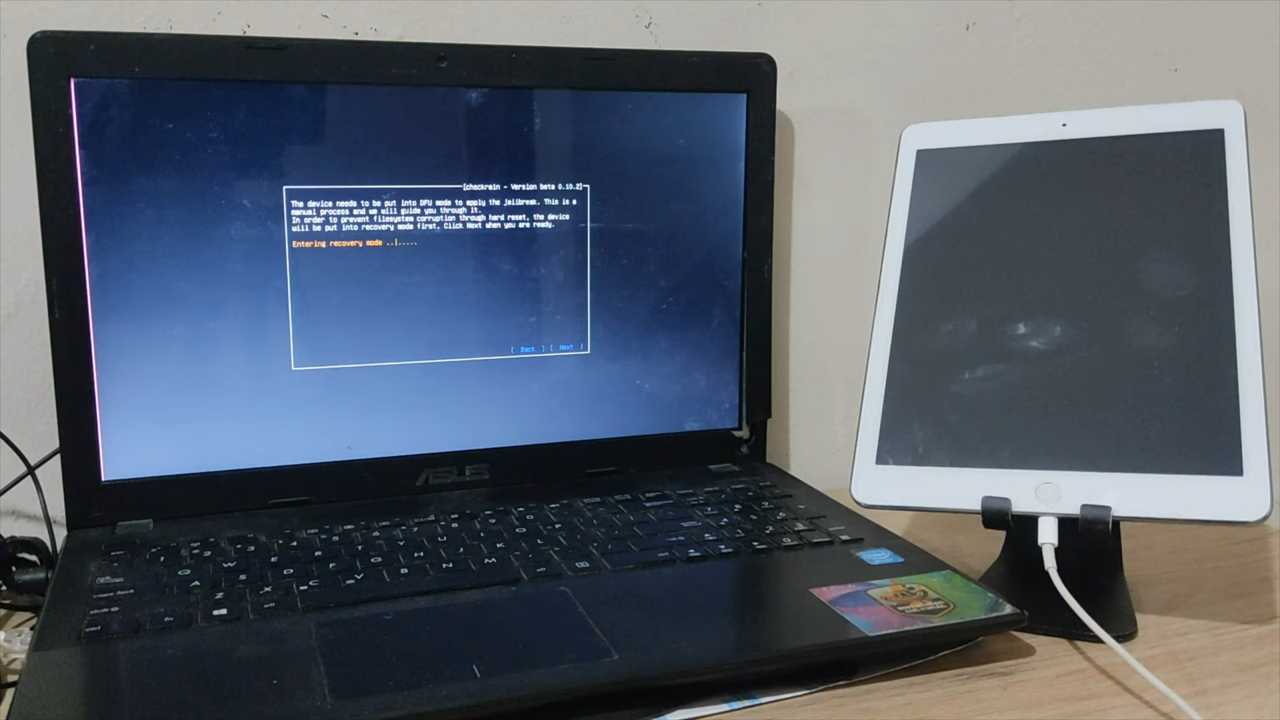 [checkra1n - Version beta 0.10.2]
The device needs to be put into DFU mode to apply the jailbreak. This is a
manual process and we will guide you through it.
In order to prevent filesystem corruption through hard reset, the device
will be put into recovery mode first. Click Next when you are ready.
Entering recovery mode ..|.....
[ Back ] [ Next ]
ASUS
Q W E R T Y U I O P
A S D F G H J K L
Z X C V B N M
intel